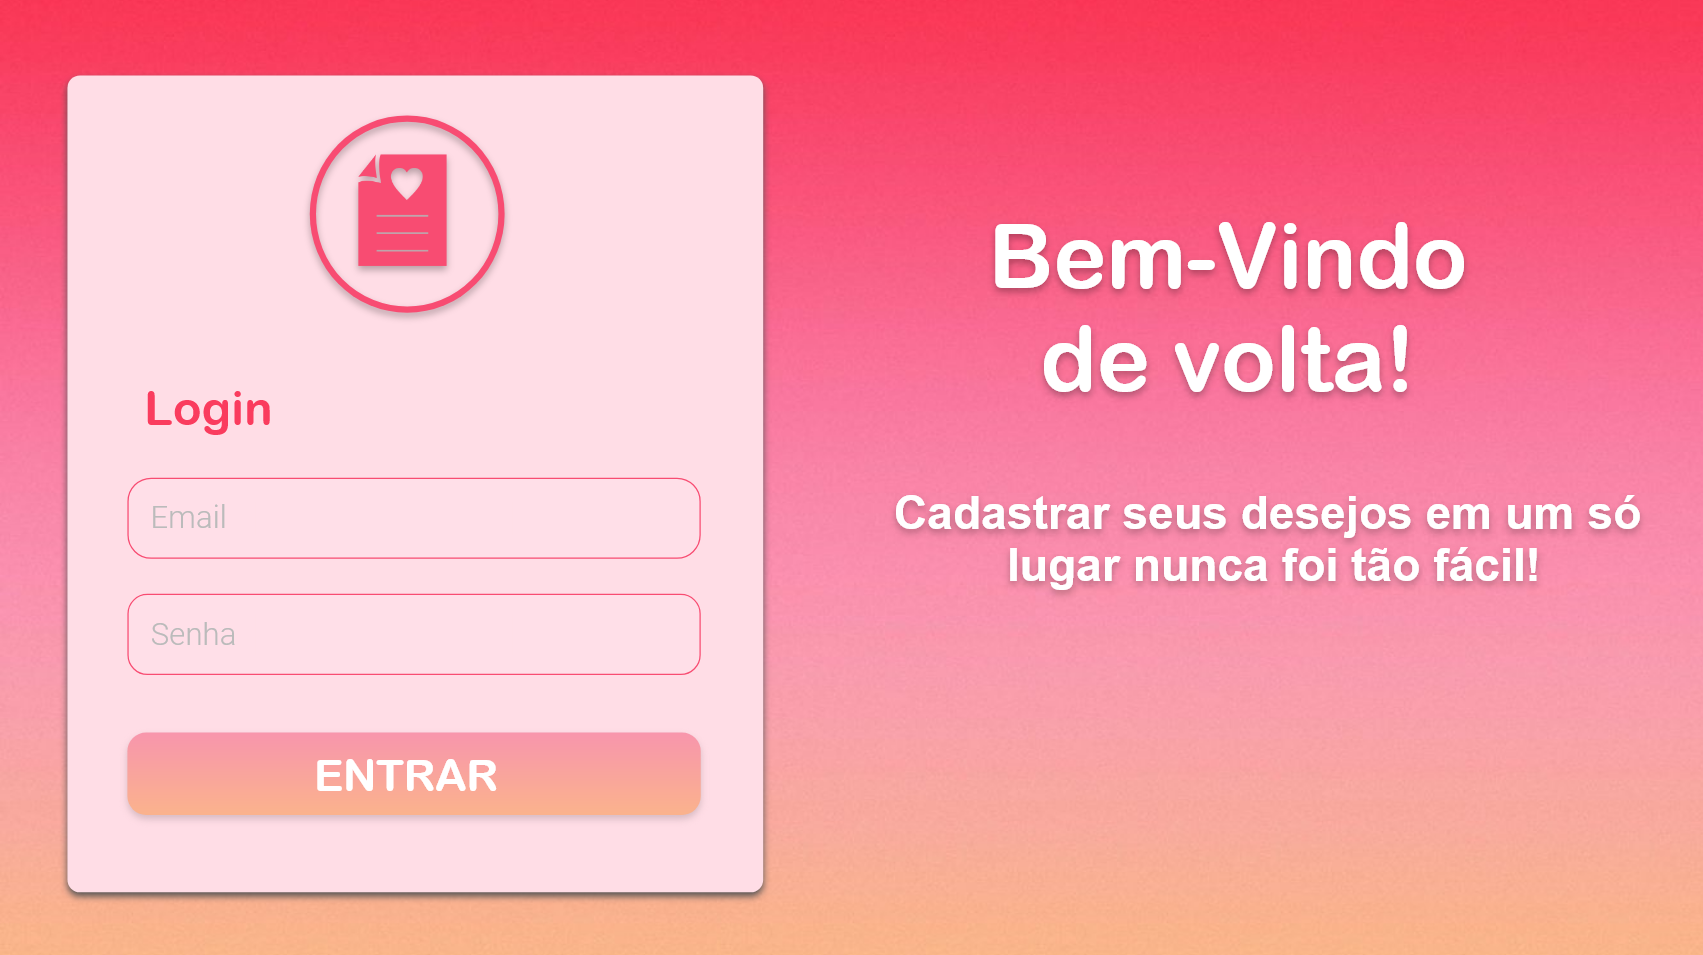 Login
Email
Senha
ENTRAR
Bem-Vindo
de volta!
Cadastrar seus desejos em um só
lugar nunca foi tão fácil!